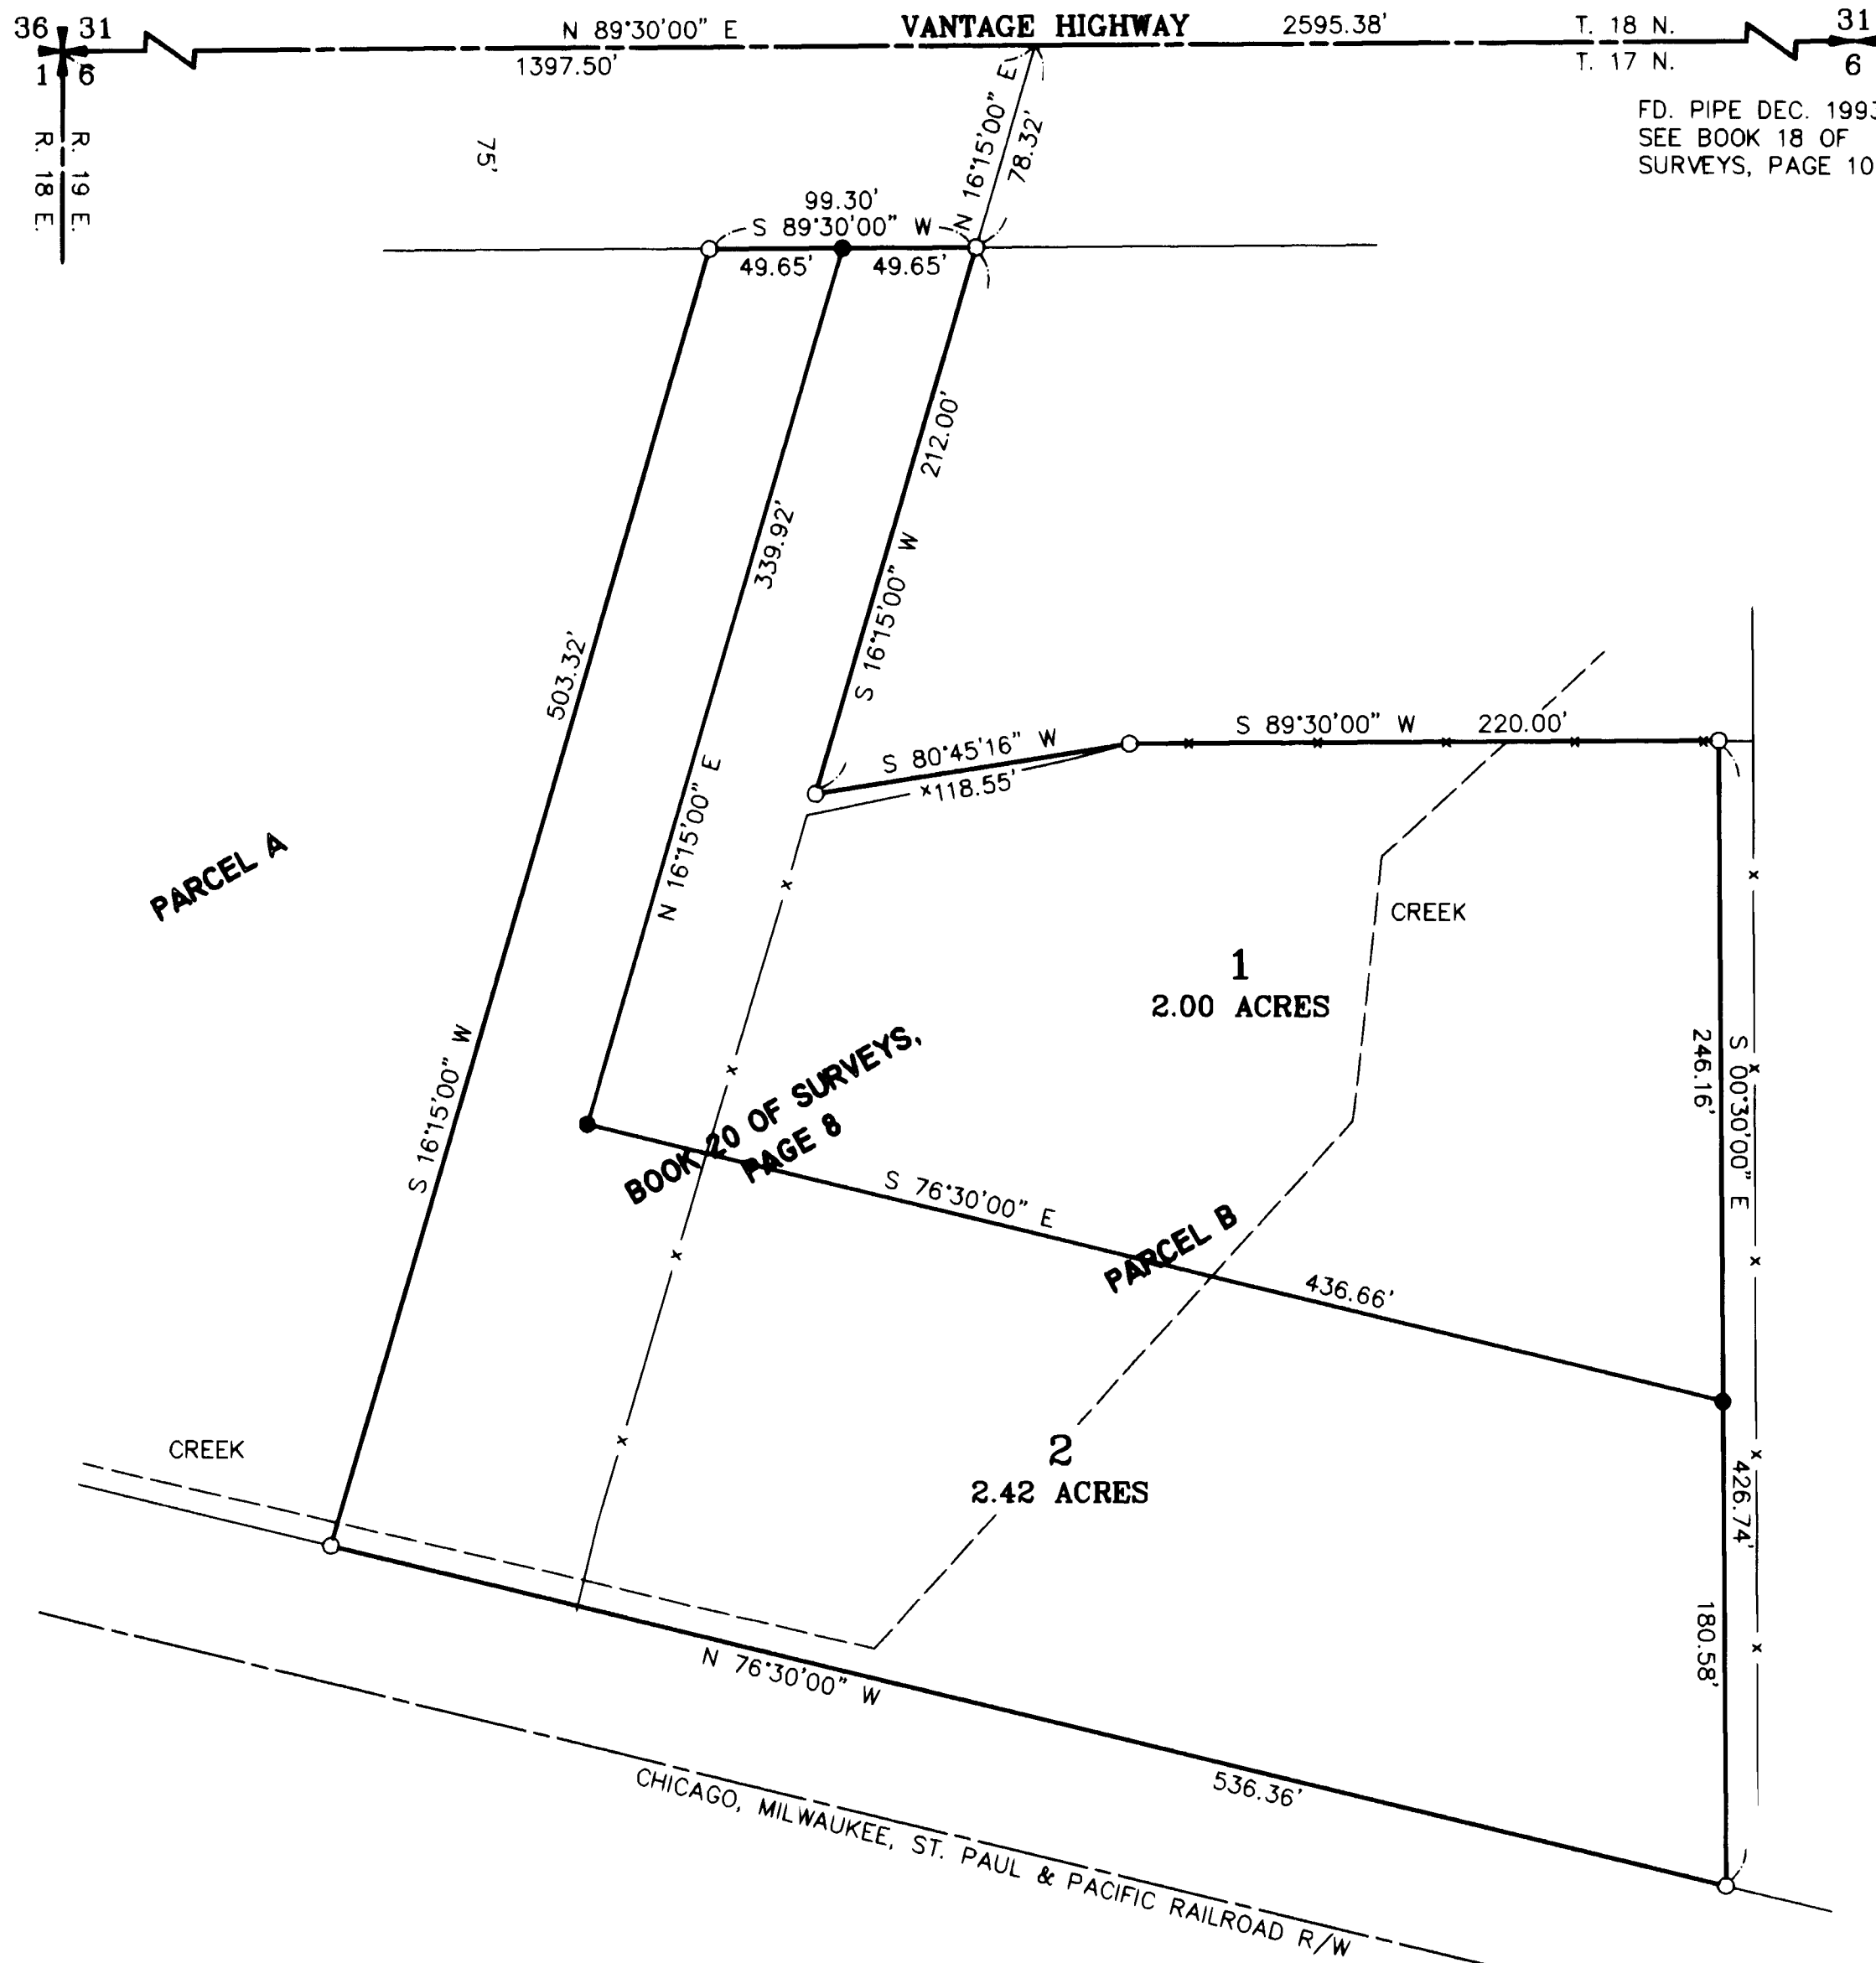 36 31
N 89°30'00" E
VANTAGE HIGHWAY
2595.38'
T. 18 N.
31
1 6
1397.50'
T. 17 N.
6
R. 19 E.
R. 18 E.
FD. PIPE DEC. 1993
SEE BOOK 18 OF
SURVEYS, PAGE 10
N 16°15'00" E
78.32'
75'
99.30'
S 89°30'00" W
49.65'
49.65'
212.00'
S 16°15'00" W
339.92'
N 16°15'00" E
503.32'
S 16°15'00" W
S 80°45'16" W
118.55'
S 89°30'00" W 220.00'
PARCEL A
CREEK
1
2.00 ACRES
246.16'
S 00°30'00" E
BOOK 20 OF SURVEYS,
PAGE 8
S 76°30'00" E
PARCEL B
436.66'
CREEK
2
2.42 ACRES
426.74'
180.58'
N 76°30'00" W
536.36'
CHICAGO, MILWAUKEE, ST. PAUL & PACIFIC RAILROAD R/W